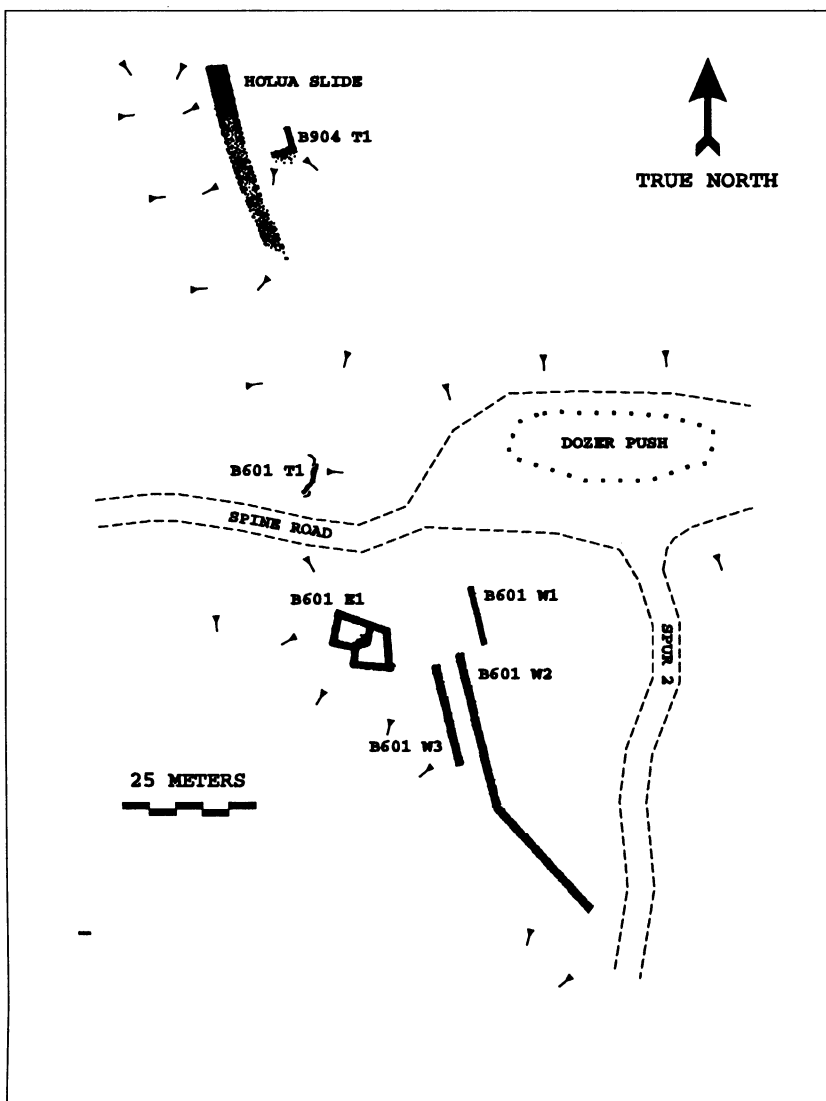 HOLUA SLIDE
B904 T1
TRUE NORTH
DOZER PUSH
B601 T1
SPINE ROAD
B601 E1
B601 W1
SPUR 2
B601 W2
B601 W3
25 METERS